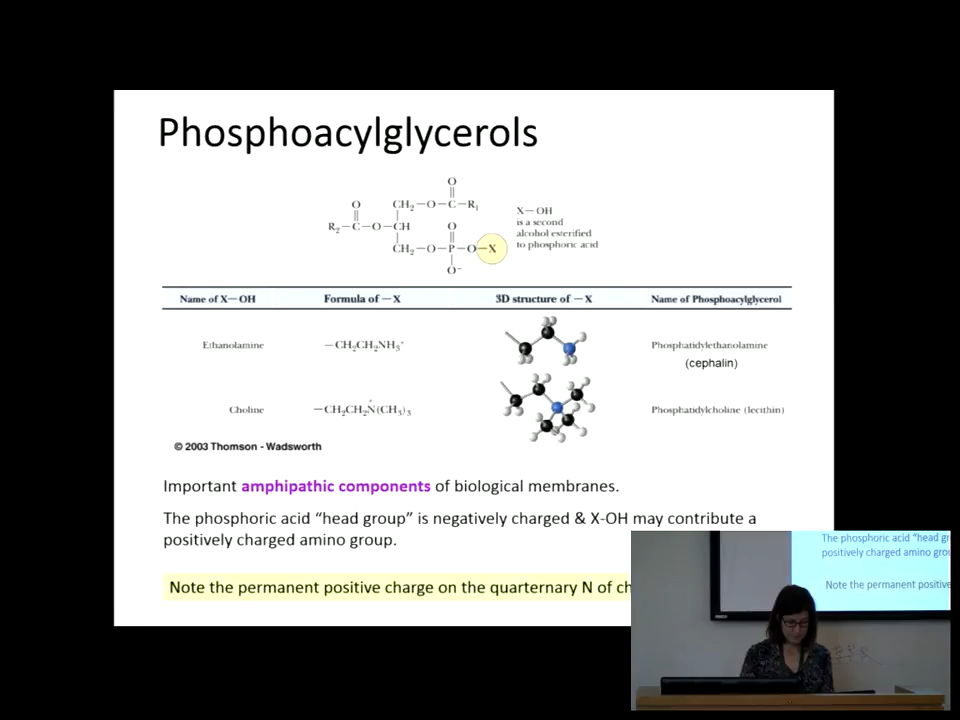 Phosphoacylglycerols
O
O CH₂—O—C—R₁
R₂—C—O—CH O
CH₂—O—P—O—X
O⁻
X—OH
is a second
alcohol esterified
to phosphoric acid
Name of X—OH Formula of —X 3D structure of —X Name of Phosphoacylglycerol
Ethanolamine —CH₂CH₂NH₃⁺ Phosphatidylethanolamine
(cephalin)
Choline —CH₂CH₂N⁺(CH₃)₃ Phosphatidylcholine (lecithin)
© 2003 Thomson - Wadsworth
Important amphipathic components of biological membranes.
The phosphoric acid “head group” is negatively charged & X-OH may contribute a
positively charged amino group.
Note the permanent positive charge on the quarternary N of ch
The phosphoric acid “head gr
positively charged amino grou
Note the permanent positive